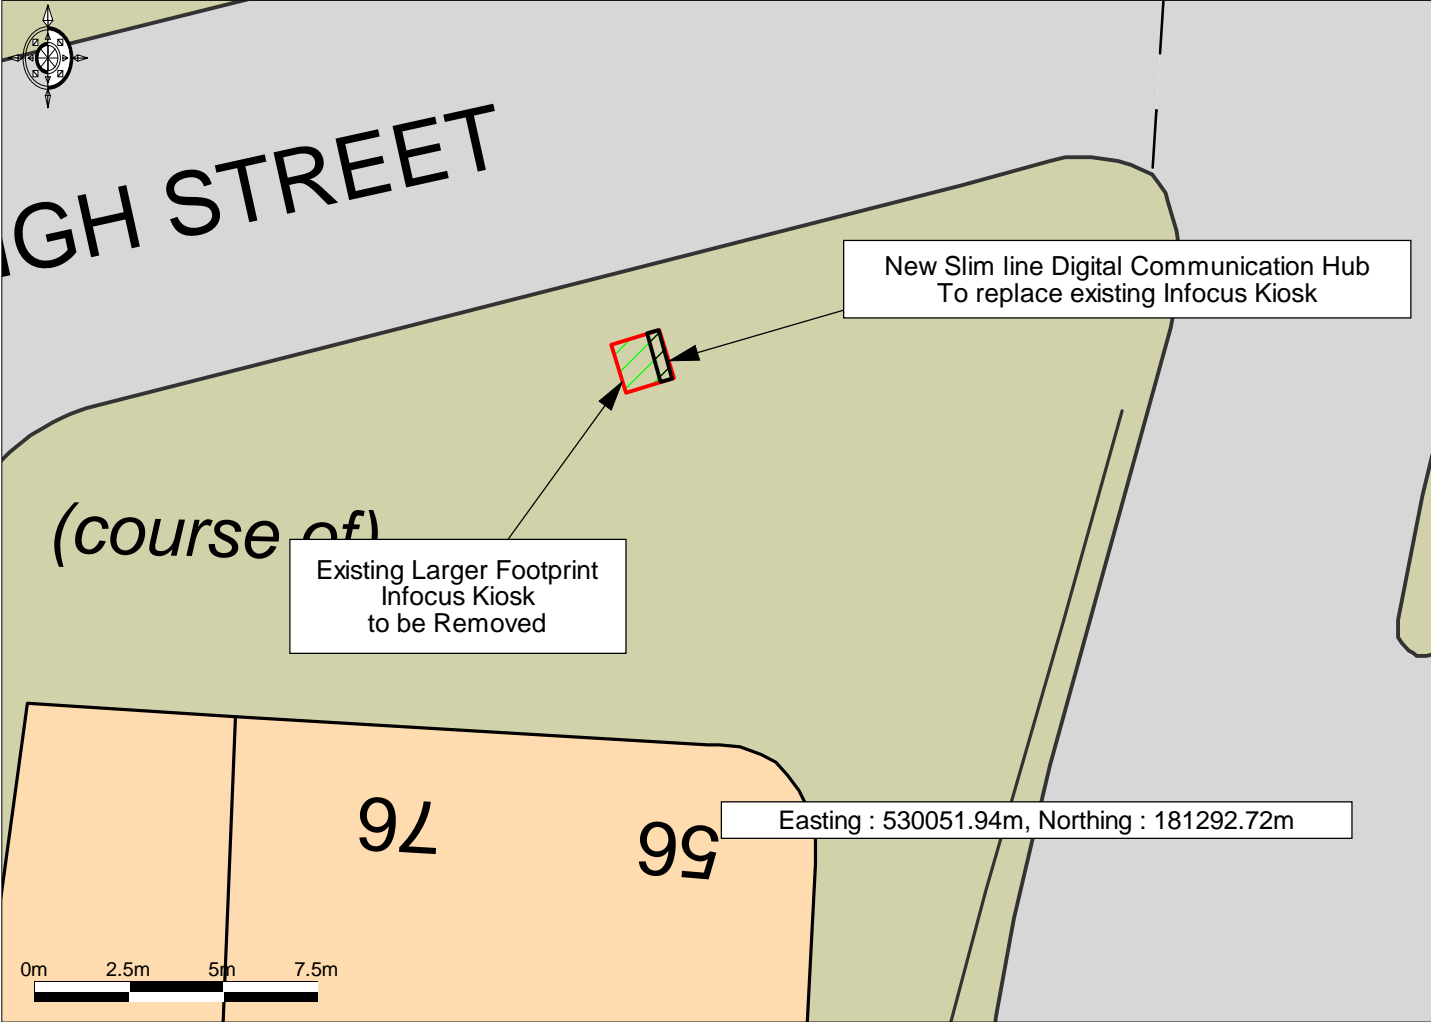 IGH STREET
New Slim line Digital Communication Hub
To replace existing Infocus Kiosk
(course of)
Existing Larger Footprint
Infocus Kiosk
to be Removed
76
56
Easting : 530051.94m, Northing : 181292.72m
0m 2.5m 5m 7.5m